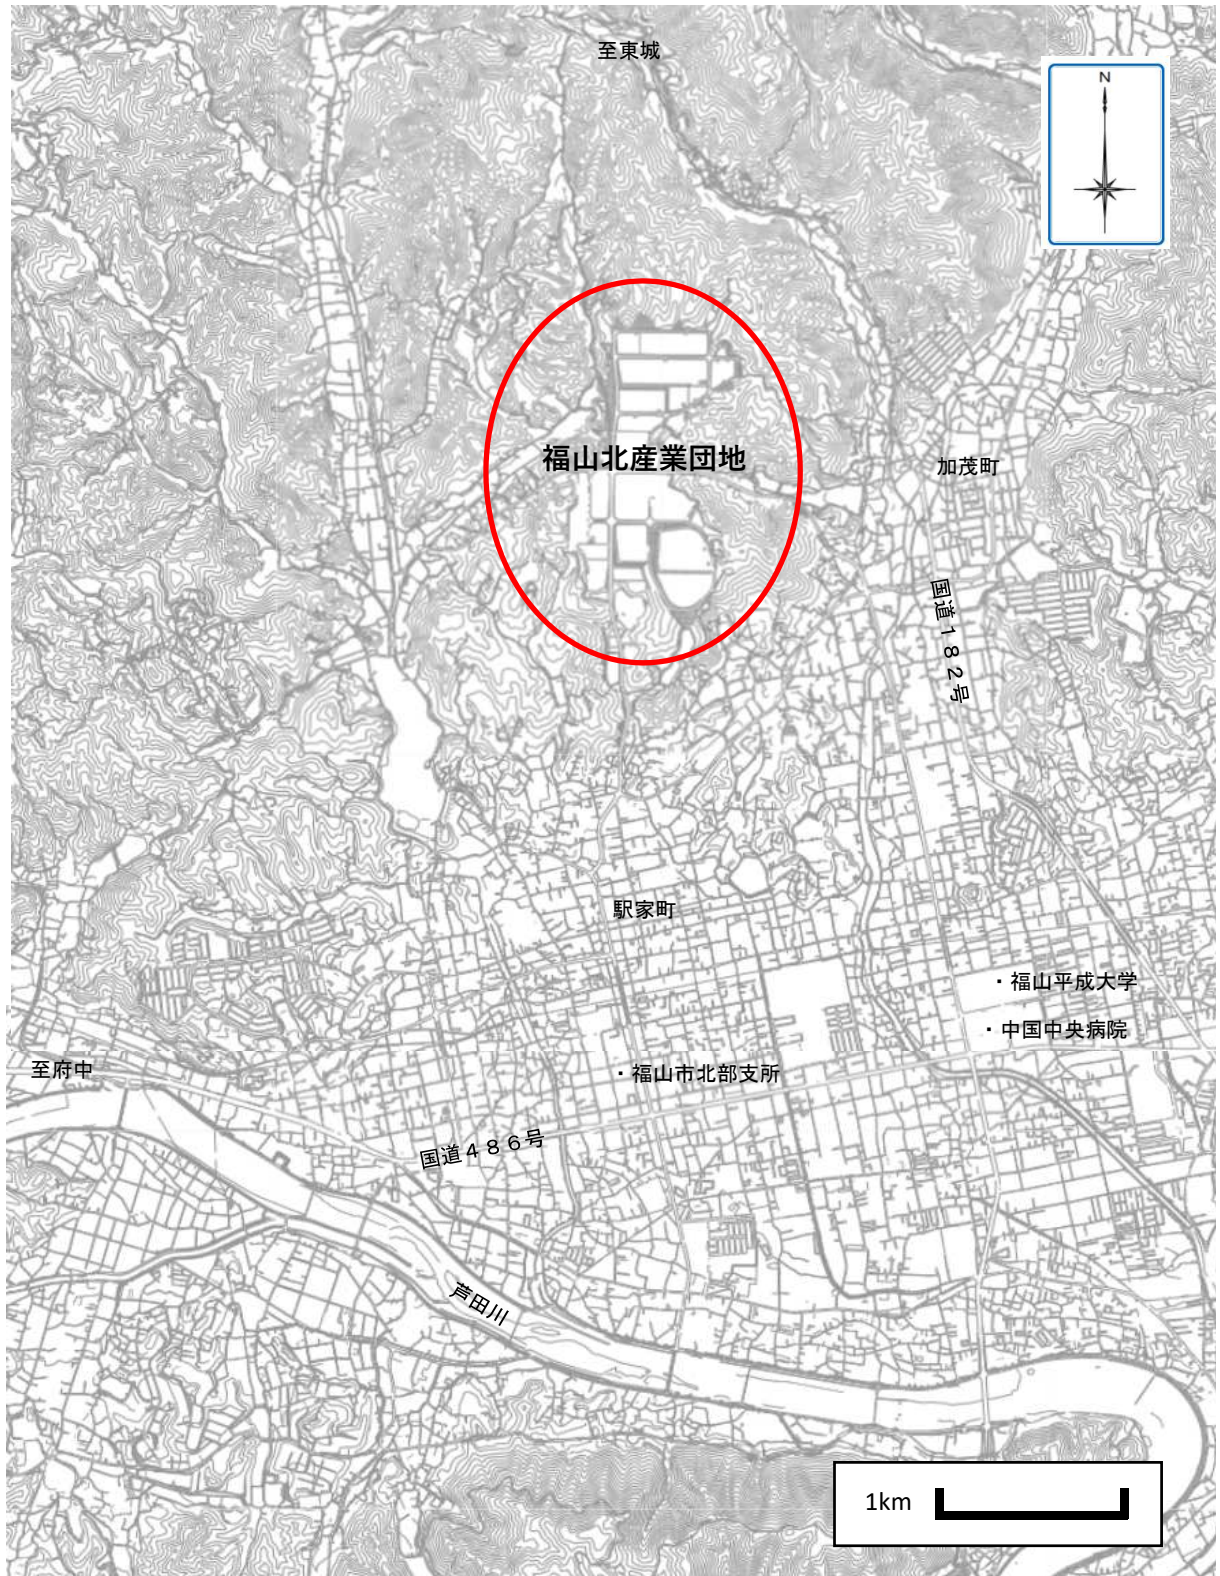 至東城
N
福山北産業団地
加茂町
国道182号
駅家町
・福山平成大学
・中国中央病院
至府中
・福山市北部支所
国道486号
芦田川
1km